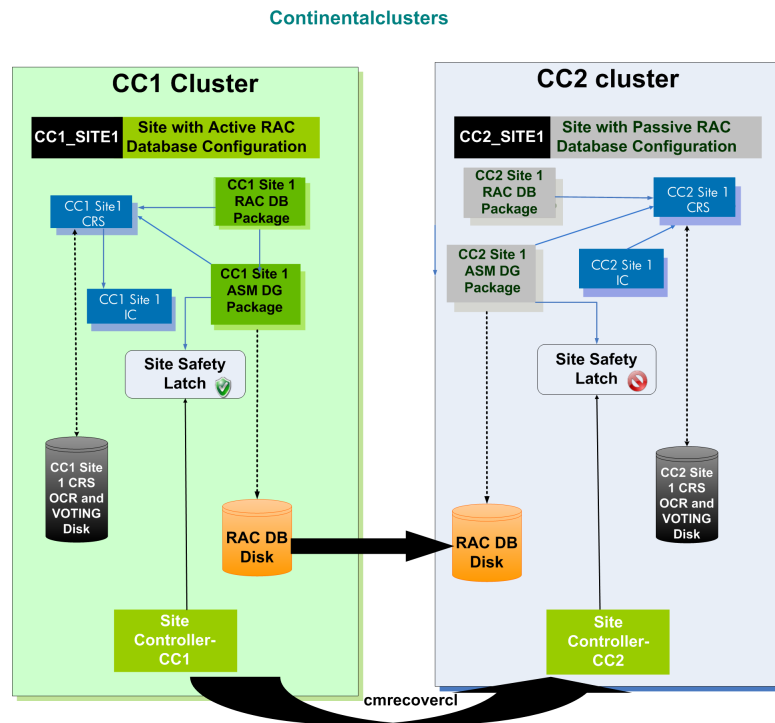 Continentalclusters
CC1 Cluster
CC1_SITE1
Site with Active RAC
Database Configuration
CC1 Site1
CRS
CC1 Site 1
RAC DB
Package
CC1 Site 1
IC
CC1 Site 1
ASM DG
Package
Site Safety
Latch
CC1 Site
1 CRS
OCR and
VOTING
Disk
RAC DB
Disk
Site
Controller-
CC1
CC2 cluster
CC2_SITE1
Site with Passive RAC
Database Configuration
CC2 Site 1
RAC DB
Package
CC2 Site 1
CRS
CC2 Site 1
ASM DG
Package
CC2 Site 1
IC
Site Safety
Latch
CC2 Site
1 CRS
OCR and
VOTING
Disk
RAC DB
Disk
Site
Controller-
CC2
cmrecovercl